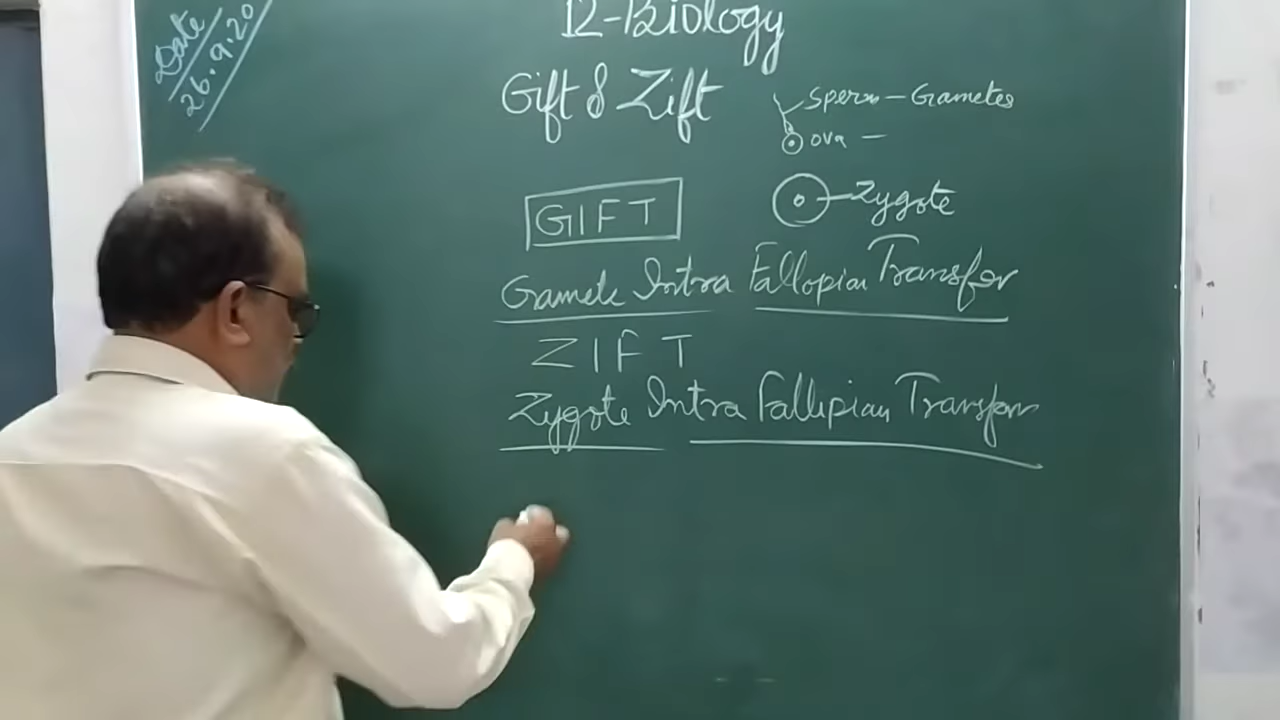 Date
26.9.20
12-Biology
Gift & Zift
Sperm - Gametes
ova -
Zygote
GIFT
Gamete Intra Fallopian Transfer
ZIFT
Zygote Intra Fallipian Transfer